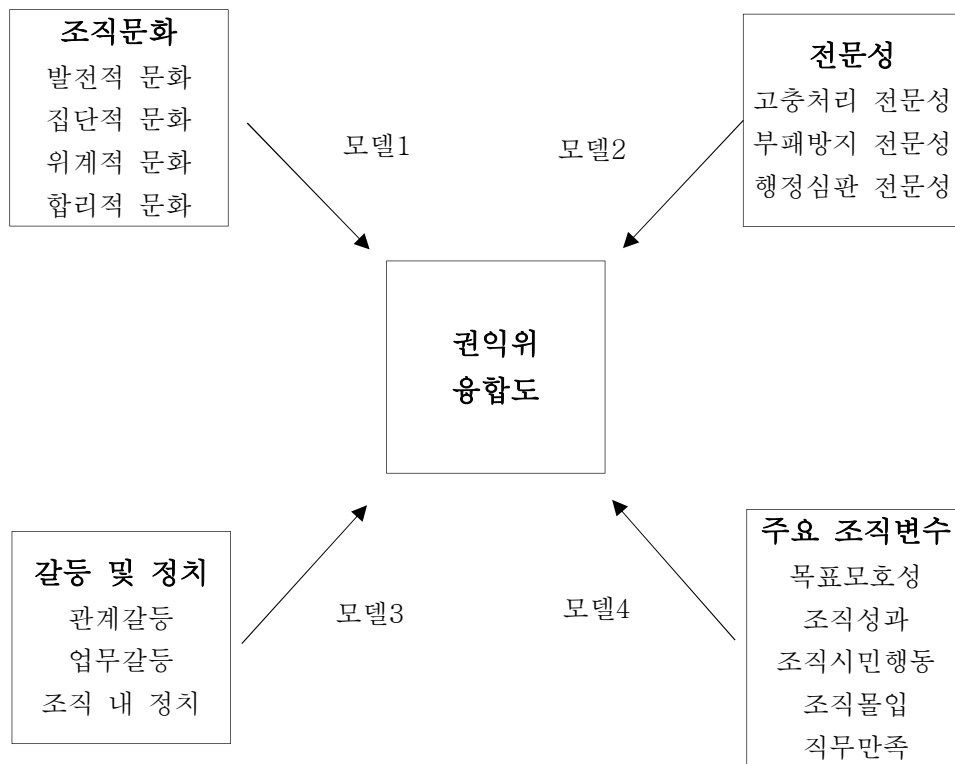 조직문화
발전적 문화
집단적 문화
위계적 문화
합리적 문화
모델1
모델2
전문성
고충처리 전문성
부패방지 전문성
행정심판 전문성
권익위
융합도
갈등 및 정치
관계갈등
업무갈등
조직 내 정치
모델3
모델4
주요 조직변수
목표모호성
조직성과
조직시민행동
조직몰입
직무만족